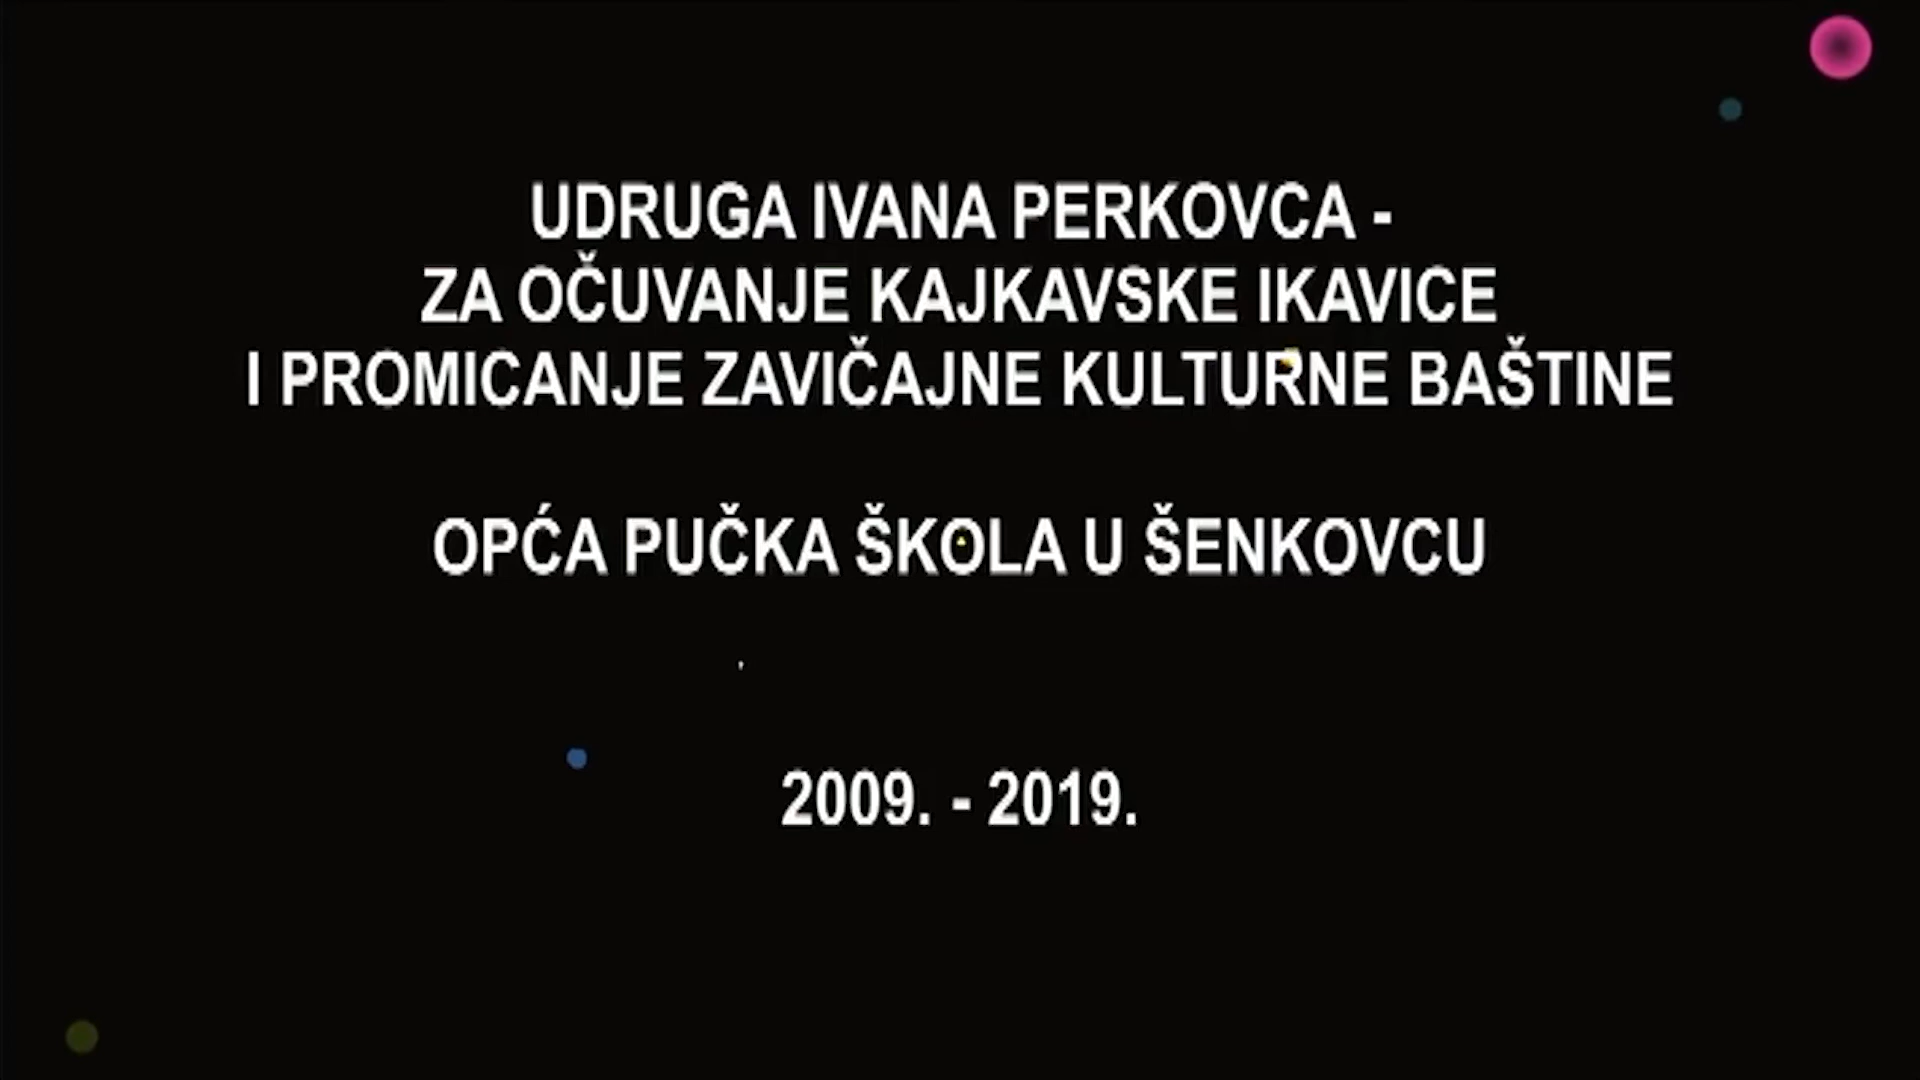 UDRUGA IVANA PERKOVCA -
ZA OČUVANJE KAJKAVSKE IKAVICE
I PROMICANJE ZAVIČAJNE KULTURNE BAŠTINE
OPĆA PUČKA ŠKOLA U ŠENKOVCU
2009. - 2019.